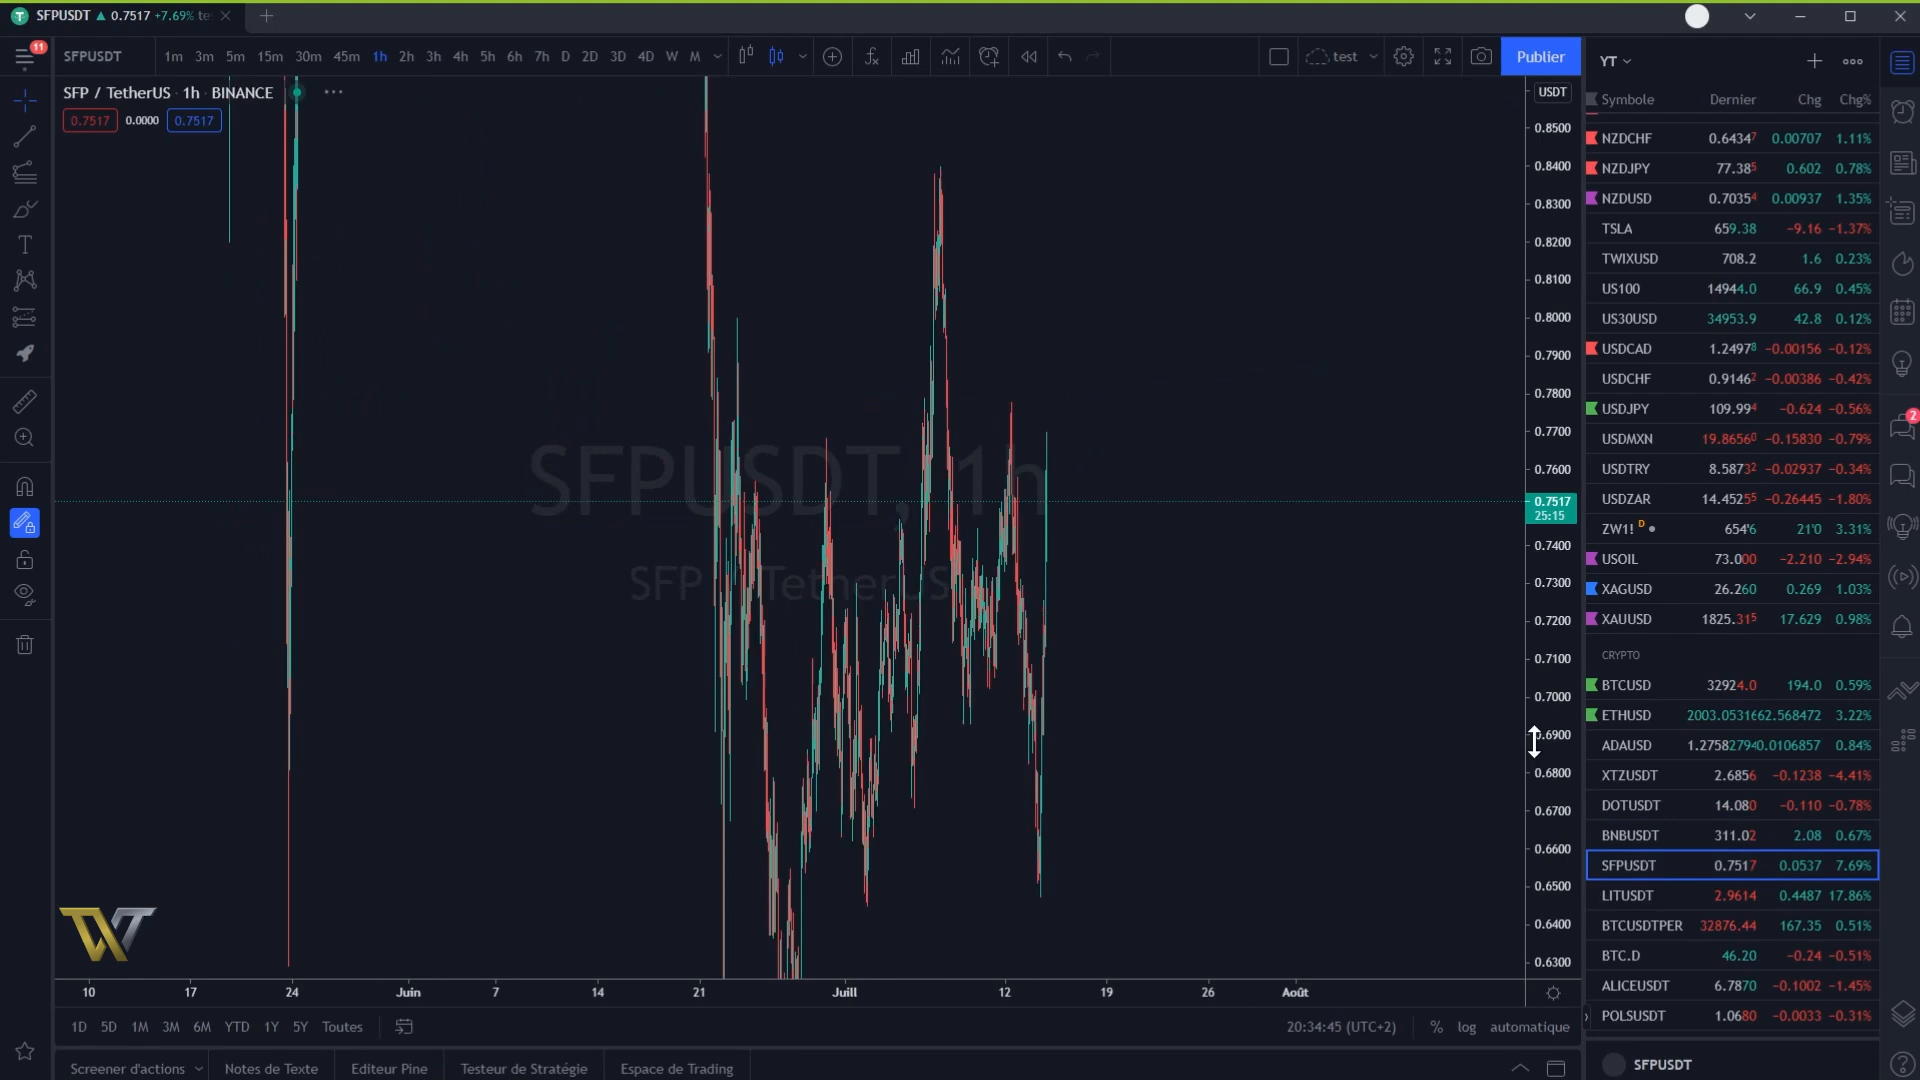 SFPUSDT ▲ 0.7517 +7.69% te
11
SFPUSDT 1m 3m 5m 15m 30m 45m 1h 2h 3h 4h 5h 6h 7h D 2D 3D 4D W M test Publier
SFP / TetherUS · 1h · BINANCE
0.7517 0.0000 0.7517
SFPUSDT, 1h
SFP / TetherUS
USDT
0.8500
0.8400
0.8300
0.8200
0.8100
0.8000
0.7900
0.7800
0.7700
0.7600
0.7517
25:15
0.7400
0.7300
0.7200
0.7100
0.7000
0.6900
0.6800
0.6700
0.6600
0.6500
0.6400
0.6300
10 17 24 Juin 7 14 21 Juill 12 19 26 Août
1D 5D 1M 3M 6M YTD 1Y 5Y Toutes 20:34:45 (UTC+2) % log automatique
Screener d'actions Notes de Texte Editeur Pine Testeur de Stratégie Espace de Trading
YT
Symbole Dernier Chg Chg%
NZDCHF 0.64347 0.00707 1.11%
NZDJPY 77.385 0.602 0.78%
NZDUSD 0.70354 0.00937 1.35%
TSLA 659.38 −9.16 −1.37%
TWIXUSD 708.2 1.6 0.23%
US100 14944.0 66.9 0.45%
US30USD 34953.9 42.8 0.12%
USDCAD 1.24978 −0.00156 −0.12%
USDCHF 0.91462 −0.00386 −0.42%
USDJPY 109.994 −0.624 −0.56%
USDMXN 19.86560 −0.15830 −0.79%
USDTRY 8.58732 −0.02937 −0.34%
USDZAR 14.45255 −0.26445 −1.80%
ZW1! D 654'6 21'0 3.31%
USOIL 73.000 −2.210 −2.94%
XAGUSD 26.260 0.269 1.03%
XAUUSD 1825.315 17.629 0.98%
CRYPTO
BTCUSD 32924.0 194.0 0.59%
ETHUSD 2003.0531662.568472 3.22%
ADAUSD 1.275827940.0106857 0.84%
XTZUSDT 2.6856 −0.1238 −4.41%
DOTUSDT 14.080 −0.110 −0.78%
BNBUSDT 311.02 2.08 0.67%
SFPUSDT 0.7517 0.0537 7.69%
LITUSDT 2.9614 0.4487 17.86%
BTCUSDTPER 32876.44 167.35 0.51%
BTC.D 46.20 −0.24 −0.51%
ALICEUSDT 6.7870 −0.1002 −1.45%
POLSUSDT 1.0680 −0.0033 −0.31%
SFPUSDT
2